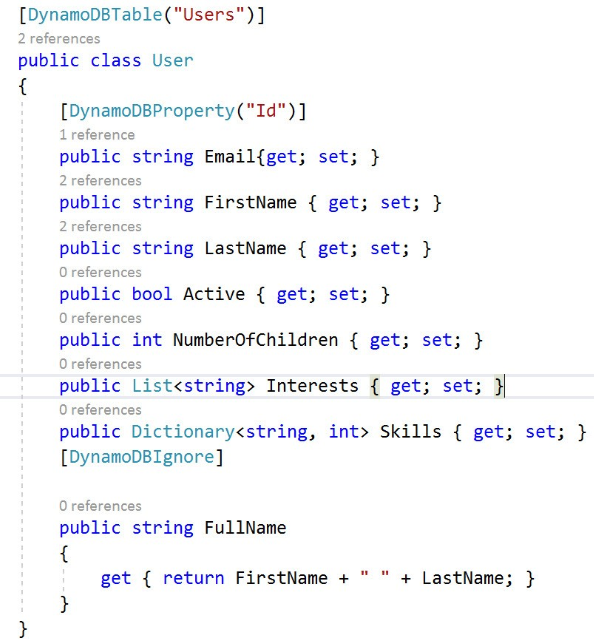 [DynamoDBTable("Users")]
2 references
public class User
{
[DynamoDBProperty("Id")]
1 reference
public string Email{get; set; }
2 references
public string FirstName { get; set; }
2 references
public string LastName { get; set; }
0 references
public bool Active { get; set; }
0 references
public int NumberOfChildren { get; set; }
0 references
public List<string> Interests { get; set; }
0 references
public Dictionary<string, int> Skills { get; set; }
[DynamoDBIgnore]
0 references
public string FullName
{
get { return FirstName + " " + LastName; }
}
}